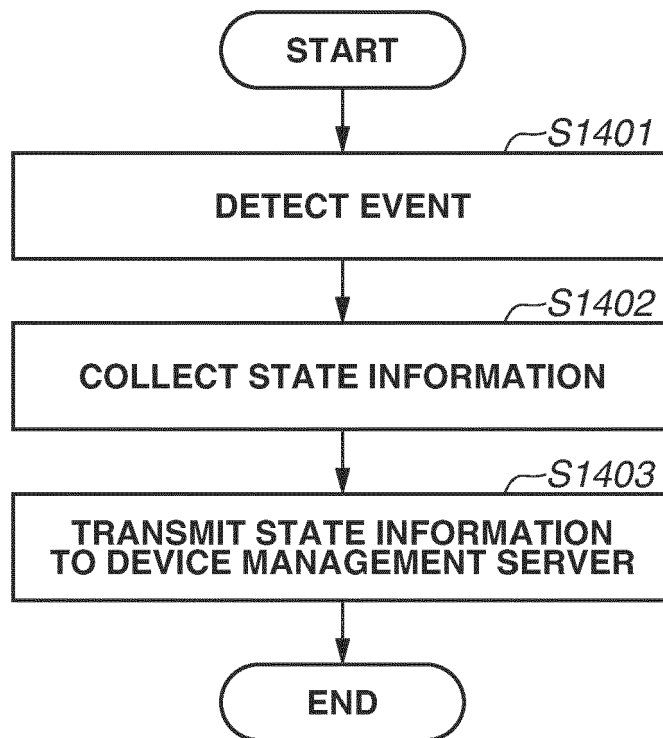 START
S1401
DETECT EVENT
S1402
COLLECT STATE INFORMATION
S1403
TRANSMIT STATE INFORMATION
TO DEVICE MANAGEMENT SERVER
END